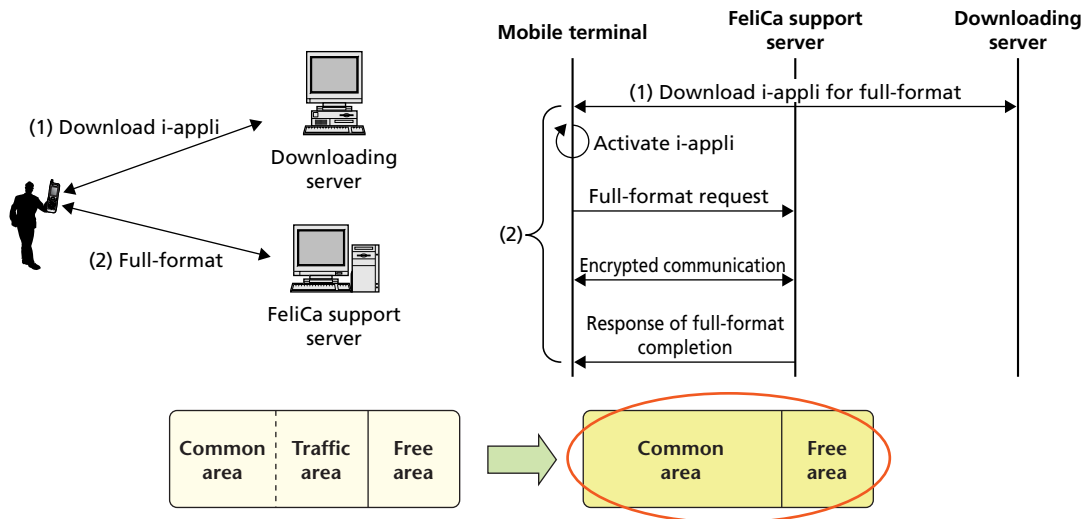 (1) Download i-appli
Downloading
server
(2) Full-format
FeliCa support
server
Mobile terminal
FeliCa support
server
Downloading
server
(1) Download i-appli for full-format
Activate i-appli
Full-format request
(2)
Encrypted communication
Response of full-format
completion
Common
area
Traffic
area
Free
area
Common
area
Free
area